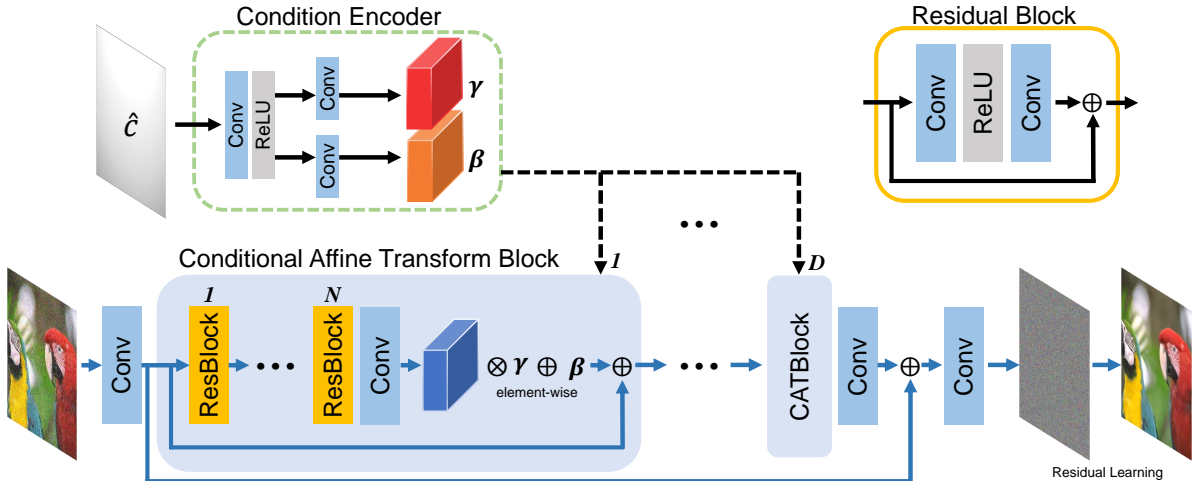 Condition Encoder
Residual Block
ĉ
Conv
ReLU
Conv
γ
Conv
β
Conv
ReLU
Conv
⊕
• • •
Conditional Affine Transform Block
1
D
Conv
1
ResBlock
• • •
N
ResBlock
Conv
⊗ γ ⊕ β
element-wise
⊕
• • •
CATBlock
Conv
⊕
Conv
Residual Learning